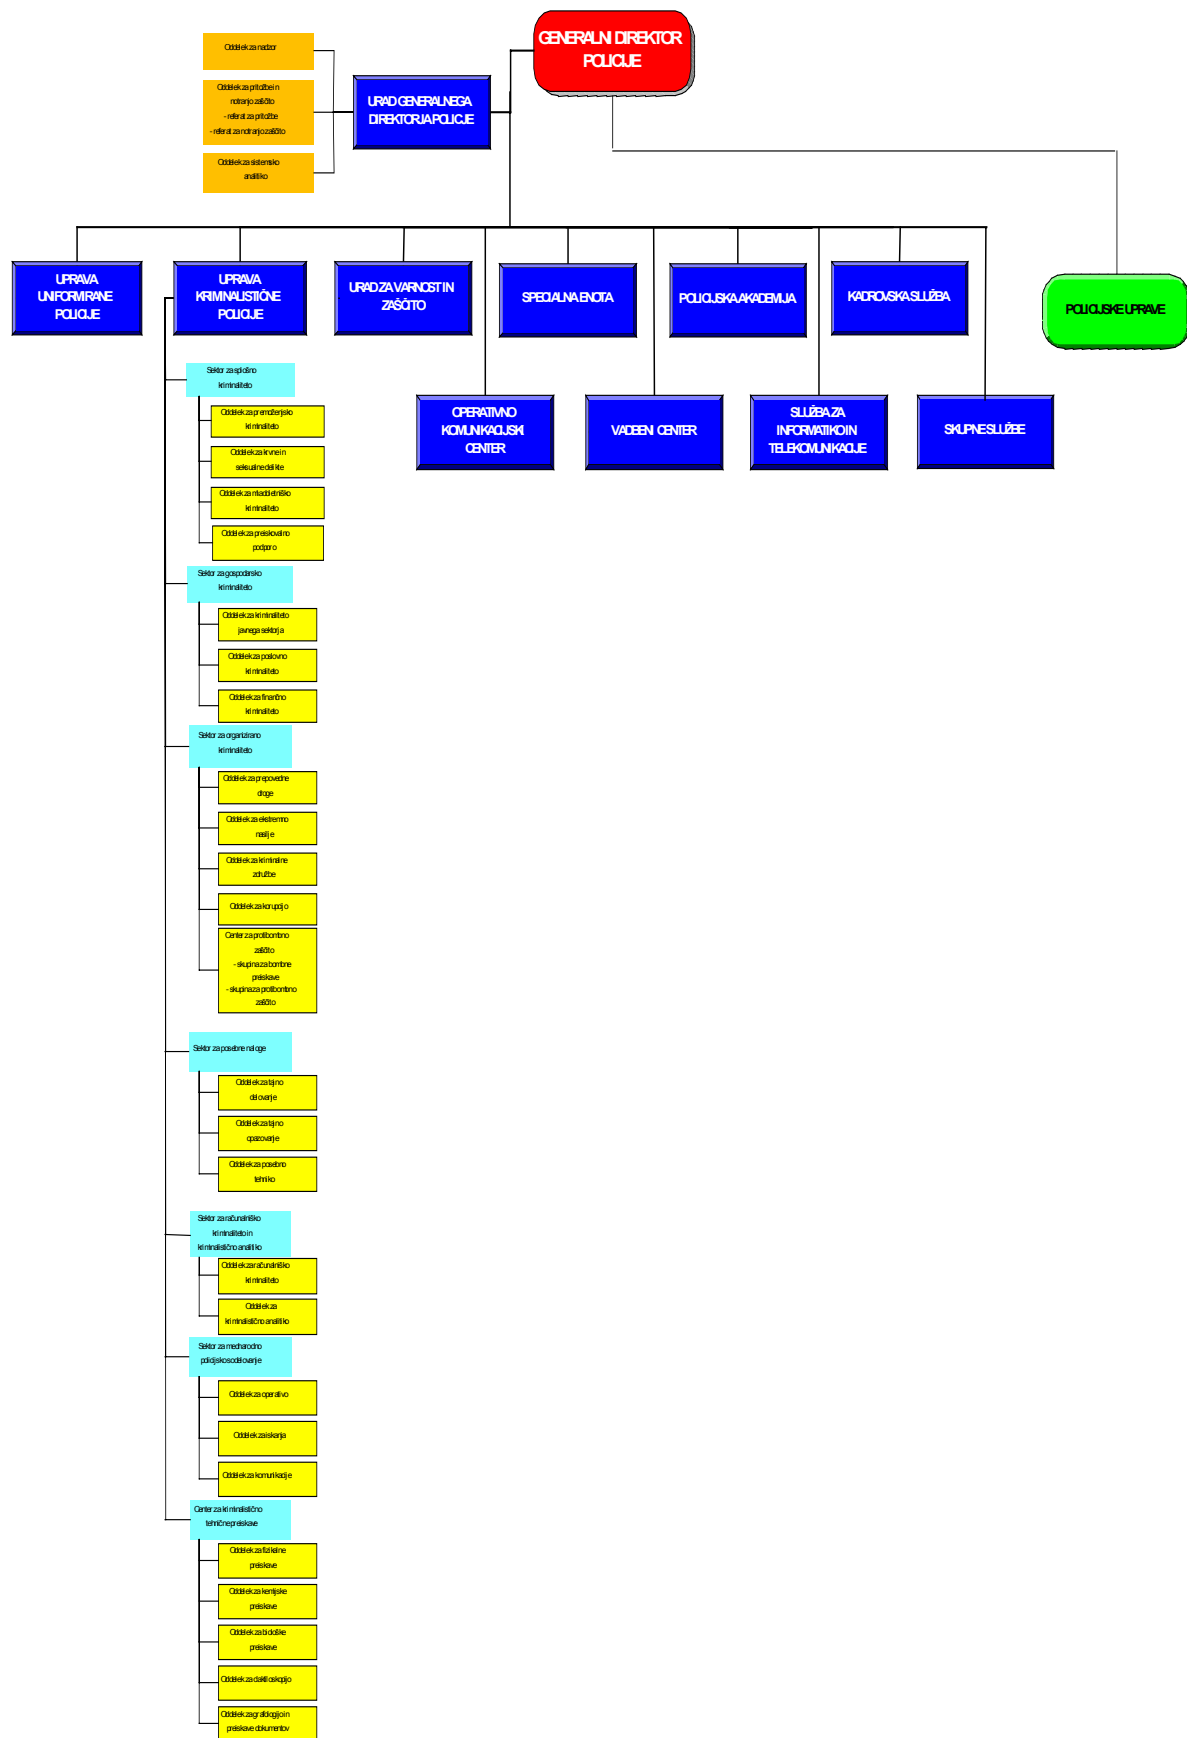 GENERALNI DIREKTOR
POLICIJE
Oddelek za nadzor
Oddelek za pritožbe in
notranjo zaščito
- referat za pritožbe
- referat za notranjo zaščito
Oddelek za sistemsko
analitiko
URAD GENERALNEGA
DIREKTORJA POLICIJE
UPRAVA
UNIFORMIRANE
POLICIJE
UPRAVA
KRIMINALISTIČNE
POLICIJE
URAD ZA VARNOST IN
ZAŠČITO
SPECIALNA ENOTA
POLICIJSKA AKADEMIJA
KADROVSKA SLUŽBA
POLICIJSKE UPRAVE
OPERATIVNO
KOMUNIKACIJSKI
CENTER
VADBENI CENTER
SLUŽBA ZA
INFORMATIKO IN
TELEKOMUNIKACIJE
SKUPNE SLUŽBE
Sektor za splošno
kriminaliteto
Oddelek za premoženjsko
kriminaliteto
Oddelek za krvne in
seksualne delikte
Oddelek za mladoletniško
kriminaliteto
Oddelek za preiskovalno
podporo
Sektor za gospodarsko
kriminaliteto
Oddelek za kriminaliteto
javnega sektorja
Oddelek za poslovno
kriminaliteto
Oddelek za finančno
kriminaliteto
Sektor za organizirano
kriminaliteto
Oddelek za prepovedne
droge
Oddelek za ekstremno
nasilje
Oddelek za kriminalne
združbe
Oddelek za korupcijo
Center za protibombno
zaščito
- skupina za bombne
preiskave
- skupina za protibombno
zaščito
Sektor za posebne naloge
Oddelek za tajno
delovanje
Oddelek za tajno
opazovanje
Oddelek za posebno
tehniko
Sektor za računalniško
kriminaliteto in
kriminalistično analitiko
Oddelek za računalniško
kriminaliteto
Oddelek za
kriminalistično analitiko
Sektor za mednarodno
policijsko sodelovanje
Oddelek za operativo
Oddelek za iskanja
Oddelek za komunikacije
Center za kriminalistično
tehnične preiskave
Oddelek za fizikalne
preiskave
Oddelek za kemijske
preiskave
Oddelek za biološke
preiskave
Oddelek za daktiloskopijo
Oddelek za grafologijo in
preiskave dokumentov